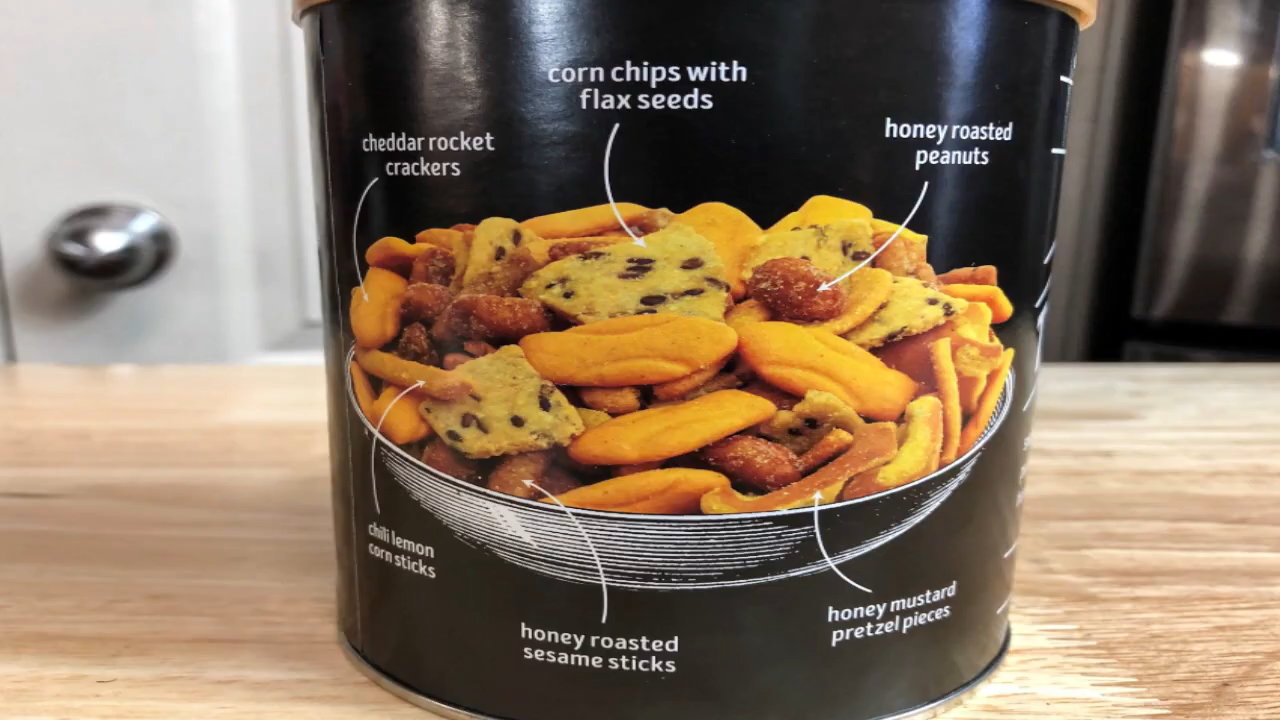 corn chips with
flax seeds
cheddar rocket
crackers
honey roasted
peanuts
chili lemon
corn sticks
honey roasted
sesame sticks
honey mustard
pretzel pieces